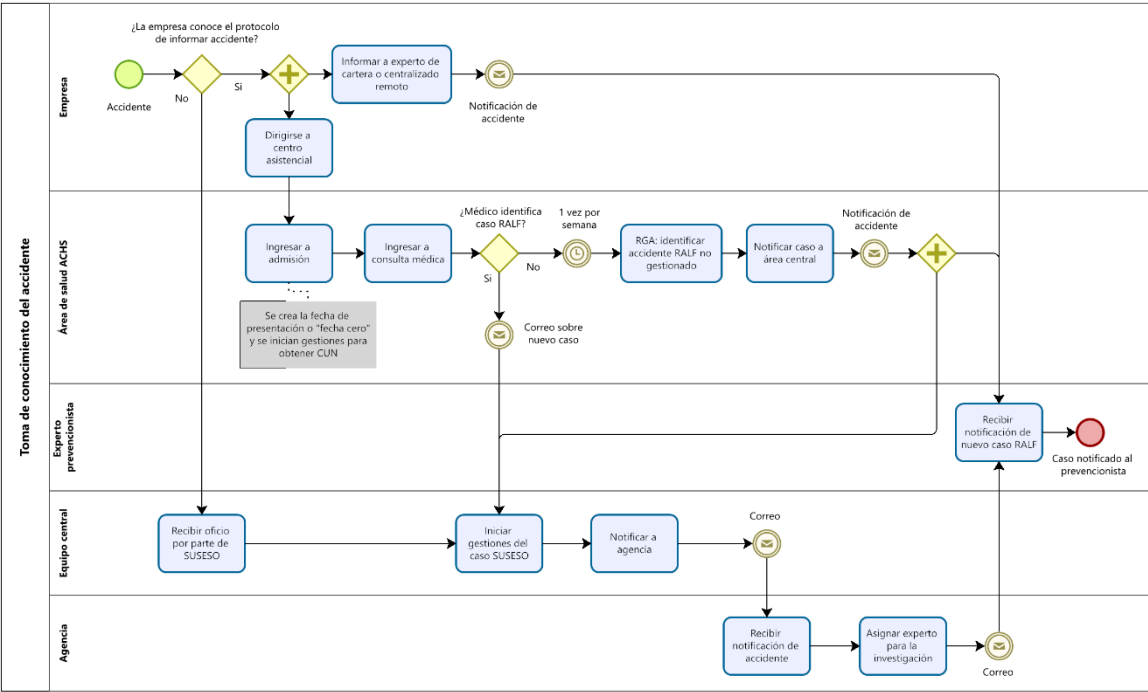 Toma de conocimiento del accidente
Empresa
¿La empresa conoce el protocolo
de informar accidente?
Accidente
No
Si
Informar a experto de
cartera o centralizado
remoto
Notificación de
accidente
Dirigirse a
centro
asistencial
Área de salud ACHS
Ingresar a
admisión
Ingresar a
consulta médica
¿Médico identifica
caso RALF?
Si
No
1 vez por
semana
RGA: identificar
accidente RALF no
gestionado
Notificar caso a
área central
Notificación de
accidente
Se crea la fecha de
presentación o "fecha cero"
y se inician gestiones para
obtener CUN
Correo sobre
nuevo caso
Experto
prevencionista
Recibir
notificación de
nuevo caso RALF
Caso notificado al
prevencionista
Equipo central
Recibir oficio
por parte de
SUSESO
Iniciar
gestiones del
caso SUSESO
Notificar a
agencia
Correo
Agencia
Recibir
notificación de
accidente
Asignar experto
para la
investigación
Correo